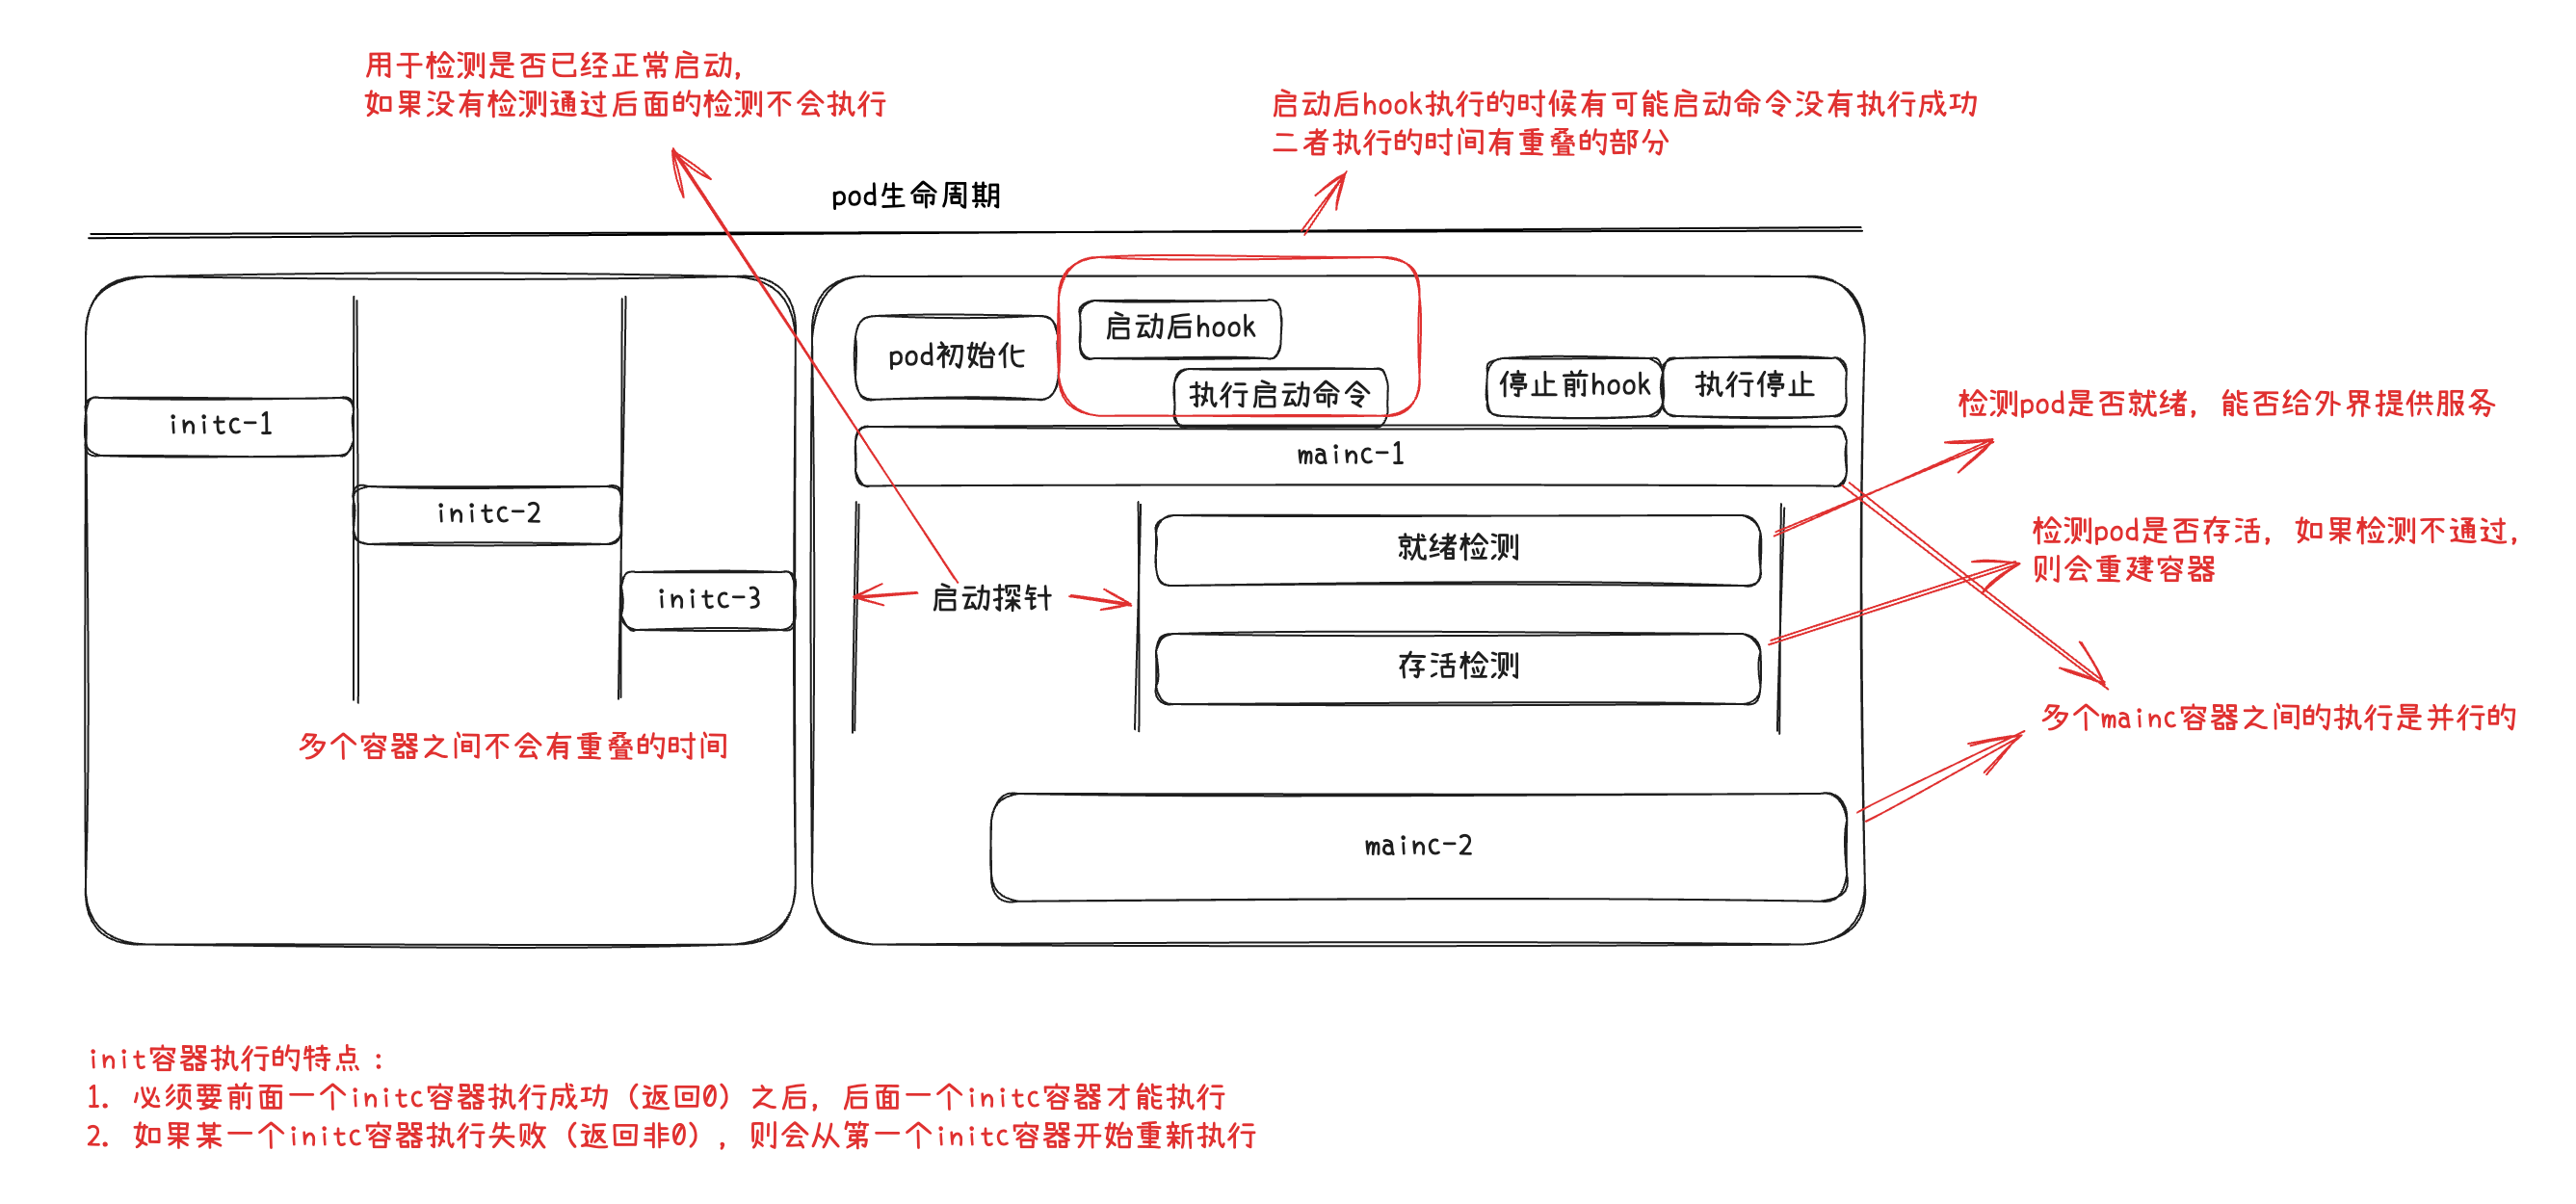 用于检测是否已经正常启动，
如果没有检测通过后面的检测不会执行
启动后hook执行的时候有可能启动命令没有执行成功
二者执行的时间有重叠的部分
pod生命周期
initc-1
initc-2
initc-3
多个容器之间不会有重叠的时间
pod初始化
启动后hook
执行启动命令
停止前hook
执行停止
mainc-1
启动探针
就绪检测
存活检测
mainc-2
检测pod是否就绪，能否给外界提供服务
检测pod是否存活，如果检测不通过，
则会重建容器
多个mainc容器之间的执行是并行的
init容器执行的特点：
1. 必须要前面一个initc容器执行成功（返回0）之后，后面一个initc容器才能执行
2. 如果某一个initc容器执行失败（返回非0），则会从第一个initc容器开始重新执行